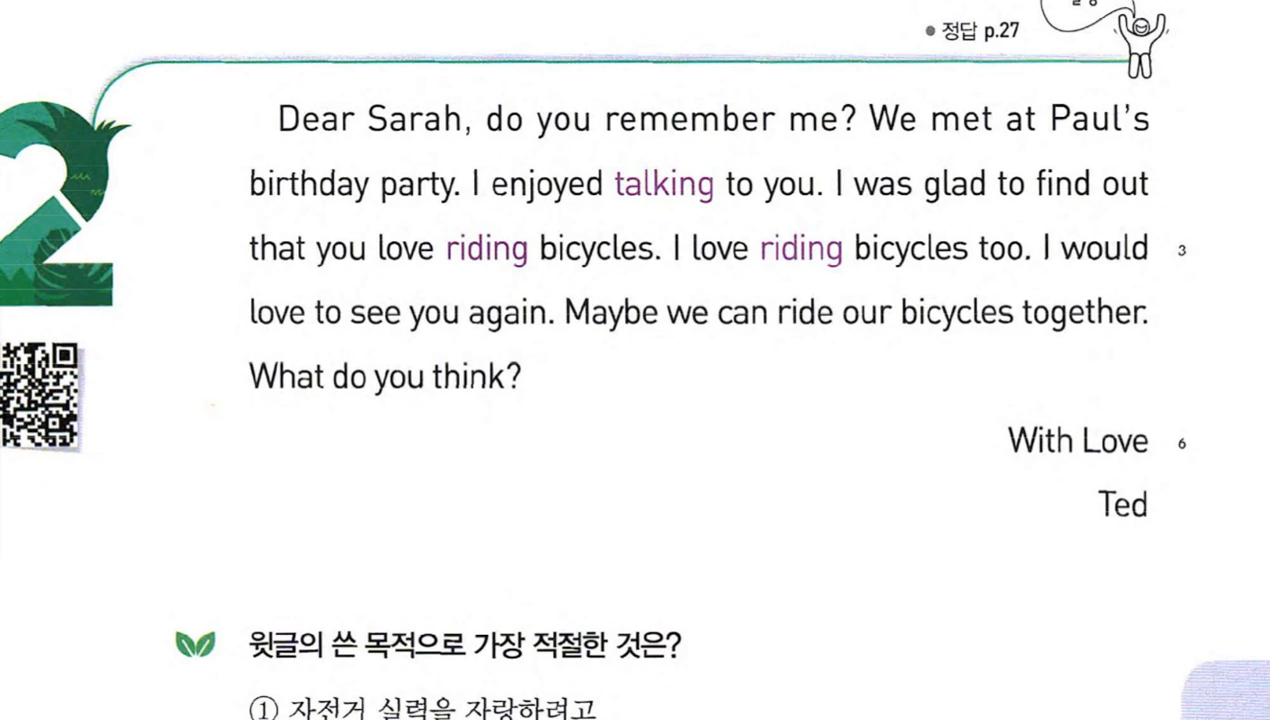 ● 정답 p.27
2
Dear Sarah, do you remember me? We met at Paul's
birthday party. I enjoyed talking to you. I was glad to find out
that you love riding bicycles. I love riding bicycles too. I would
3
love to see you again. Maybe we can ride our bicycles together.
What do you think?
With Love
6
Ted
윗글의 쓴 목적으로 가장 적절한 것은?
① 자전거 실력을 자랑하려고